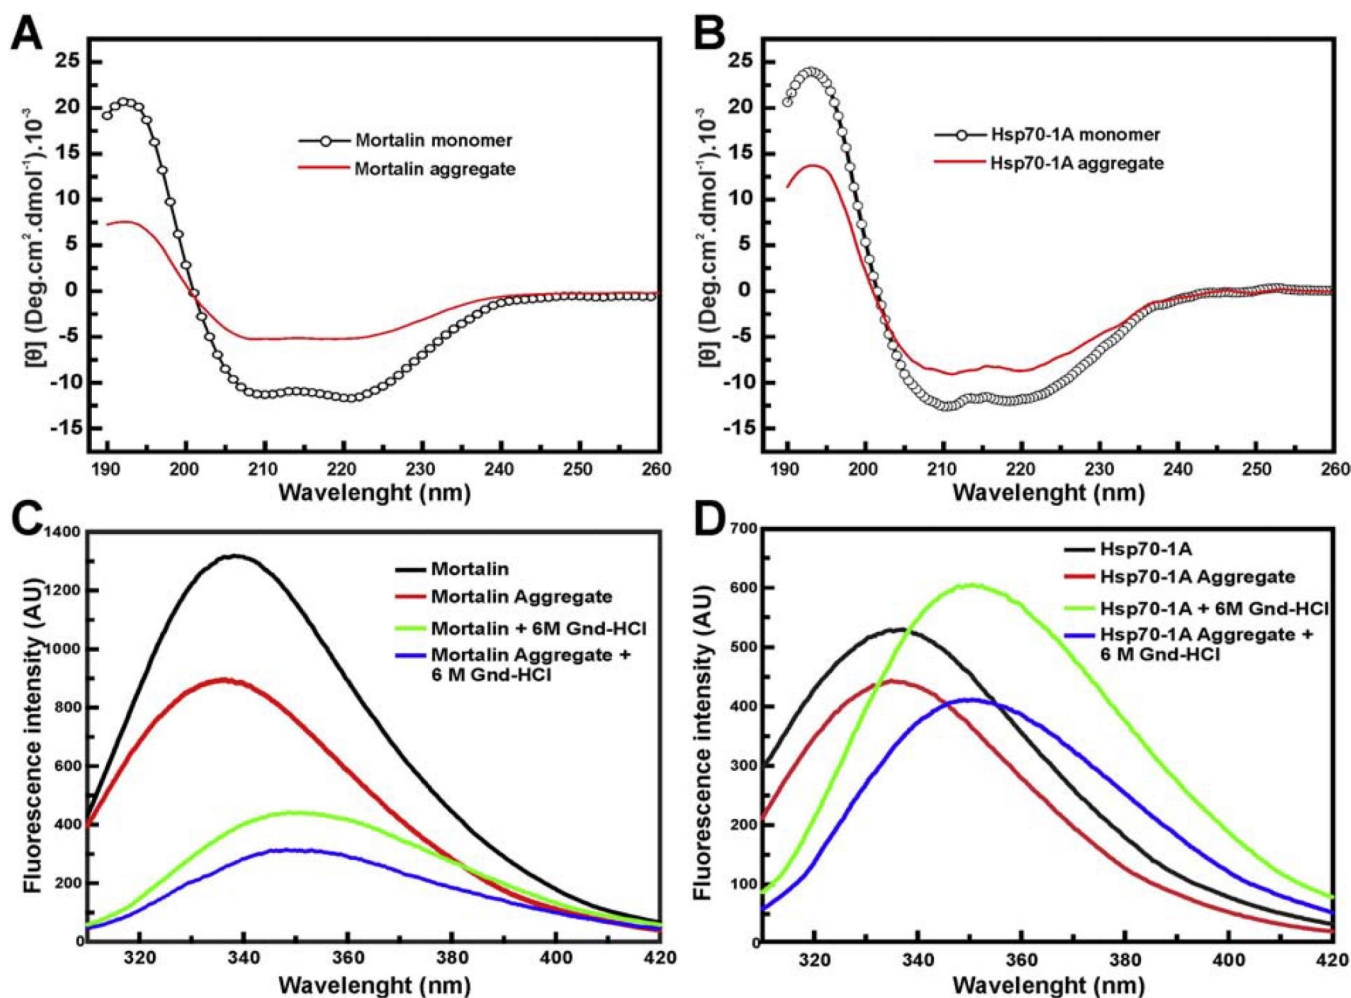 A
25
20
15
10
5
0
-5
-10
-15
[θ] (Deg.cm².dmol⁻¹).10⁻³
Mortalin monomer
Mortalin aggregate
190 200 210 220 230 240 250 260
Wavelenght (nm)
B
25
20
15
10
5
0
-5
-10
-15
[θ] (Deg.cm².dmol⁻¹).10⁻³
Hsp70-1A monomer
Hsp70-1A aggregate
190 200 210 220 230 240 250 260
Wavelenght (nm)
C
1400
1200
1000
800
600
400
200
0
Fluorescence intensity (AU)
Mortalin
Mortalin Aggregate
Mortalin + 6M Gnd-HCl
Mortalin Aggregate +
6 M Gnd-HCl
320 340 360 380 400 420
Wavelenght (nm)
D
700
600
500
400
300
200
100
0
Fluorescence intensity (AU)
Hsp70-1A
Hsp70-1A Aggregate
Hsp70-1A + 6M Gnd-HCl
Hsp70-1A Aggregate +
6 M Gnd-HCl
320 340 360 380 400 420
Wavelenght (nm)